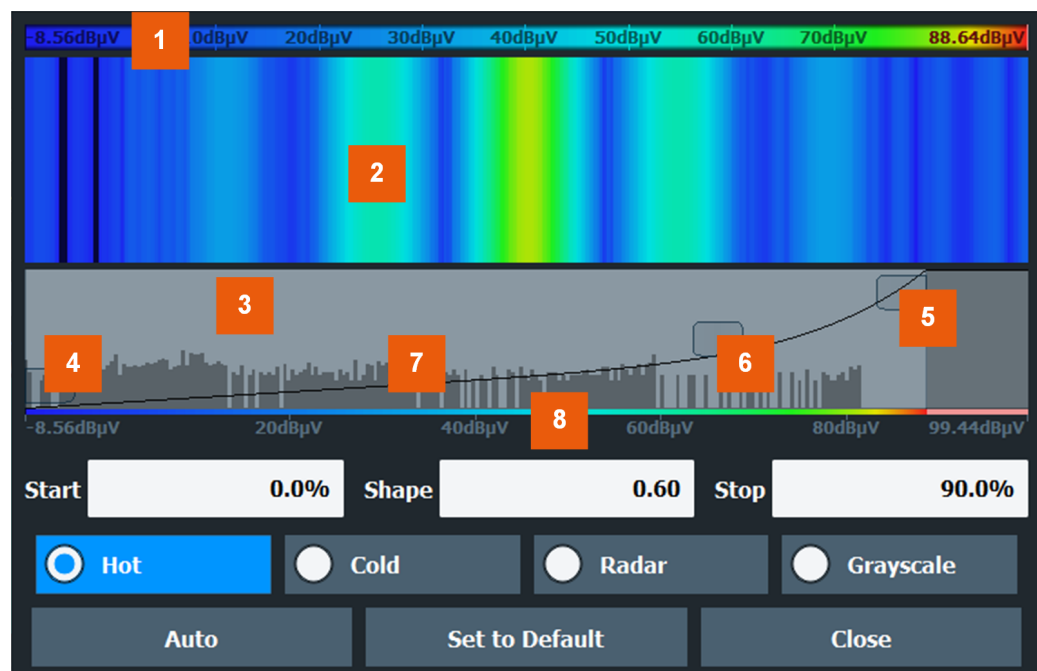 -8.56dBµV 1 0dBµV 20dBµV 30dBµV 40dBµV 50dBµV 60dBµV 70dBµV 88.64dBµV
2
3
5
4 7 6
8
-8.56dBµV 20dBµV 40dBµV 60dBµV 80dBµV 99.44dBµV
Start 0.0% Shape 0.60 Stop 90.0%
Hot Cold Radar Grayscale
Auto Set to Default Close